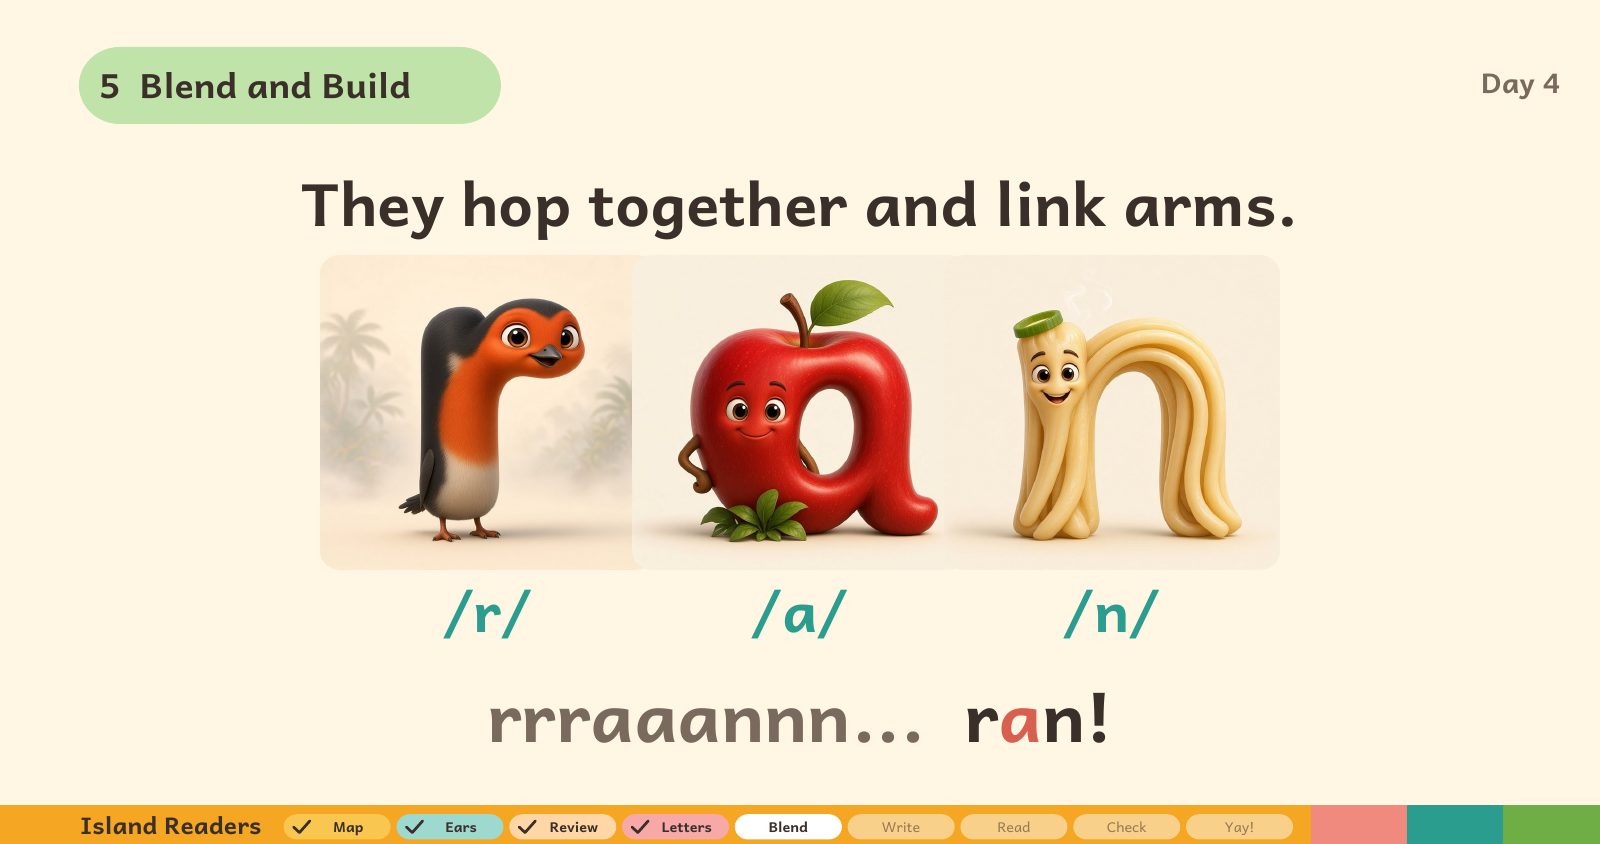 5 Blend and Build
Day 4
They hop together and link arms.
/r/ /a/ /n/
rrraaannn... ran!
Island Readers Map Ears Review Letters Blend Write Read Check Yay!